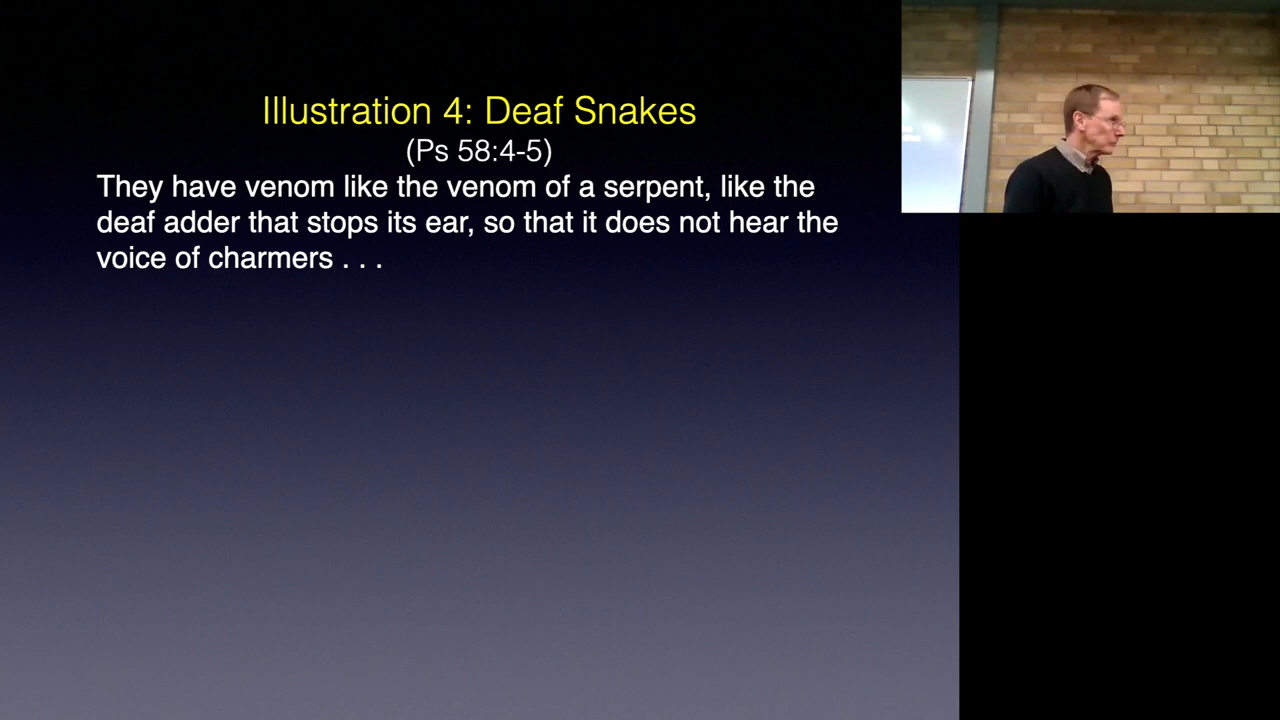 Illustration 4: Deaf Snakes
(Ps 58:4-5)
They have venom like the venom of a serpent, like the
deaf adder that stops its ear, so that it does not hear the
voice of charmers . . .